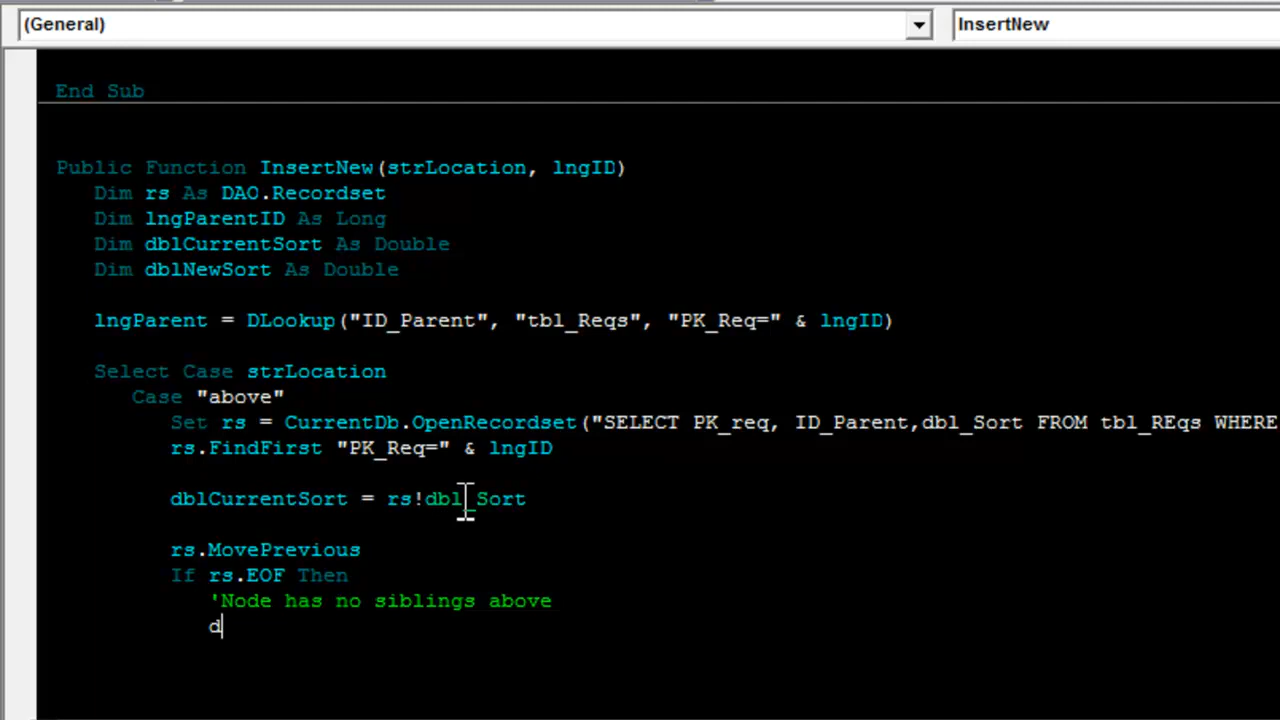 (General) InsertNew
End Sub
Public Function InsertNew(strLocation, lngID)
Dim rs As DAO.Recordset
Dim lngParentID As Long
Dim dblCurrentSort As Double
Dim dblNewSort As Double
lngParent = DLookup("ID_Parent", "tbl_Reqs", "PK_Req=" & lngID)
Select Case strLocation
Case "above"
Set rs = CurrentDb.OpenRecordset("SELECT PK_req, ID_Parent,dbl_Sort FROM tbl_REqs WHERE
rs.FindFirst "PK_Req=" & lngID
dblCurrentSort = rs!dbl_Sort
rs.MovePrevious
If rs.EOF Then
'Node has no siblings above
d